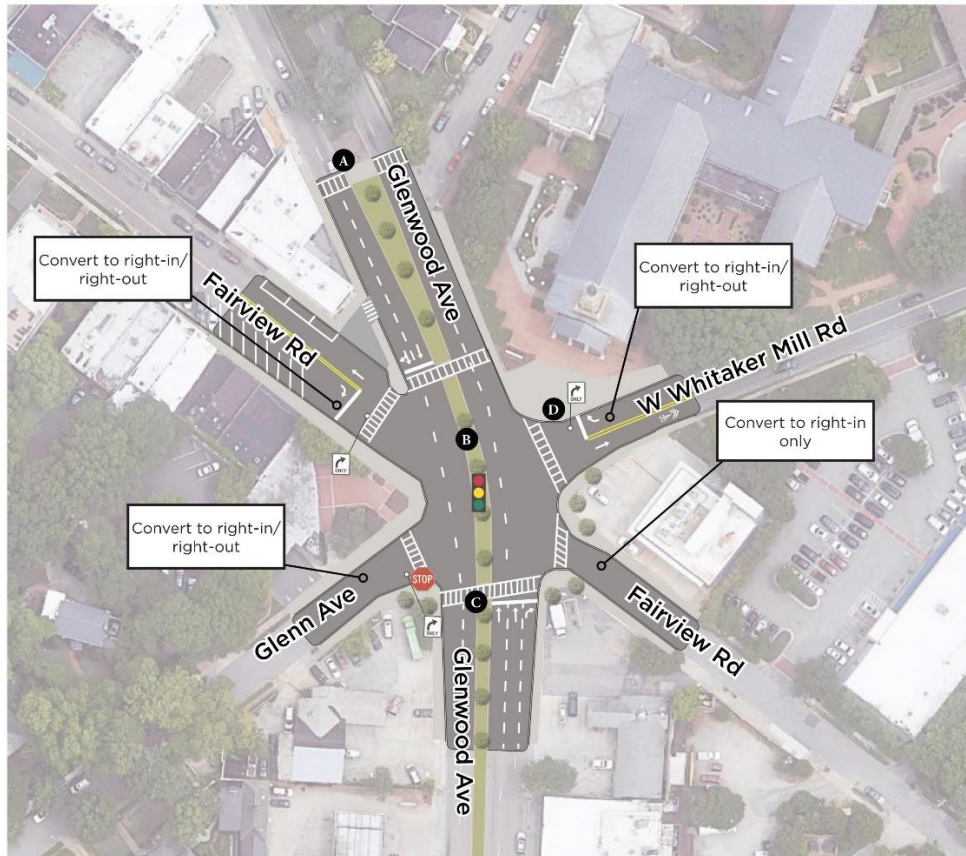 A
Glenwood Ave
Convert to right-in/
right-out
Convert to right-in/
right-out
Fairview Rd
W Whitaker Mill Rd
ONLY
D
B
Convert to right-in
only
ONLY
Convert to right-in/
right-out
STOP
C
ONLY
Glenn Ave
Fairview Rd
Glenwood Ave